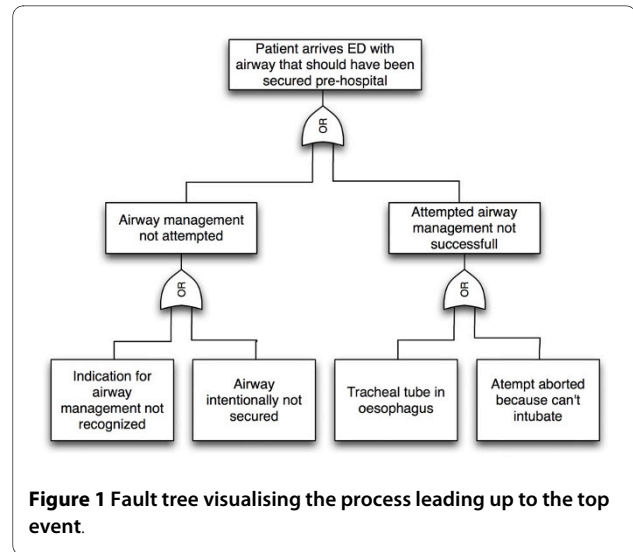 Patient arrives ED with
airway that should have been
secured pre-hospital
OR
Airway management
not attempted
Attempted airway
management not
successfull
OR
OR
Indication for
airway
management not
recognized
Airway
intentionally not
secured
Tracheal tube in
oesophagus
Atempt aborted
because can't
intubate
Figure 1 Fault tree visualising the process leading up to the top
event.